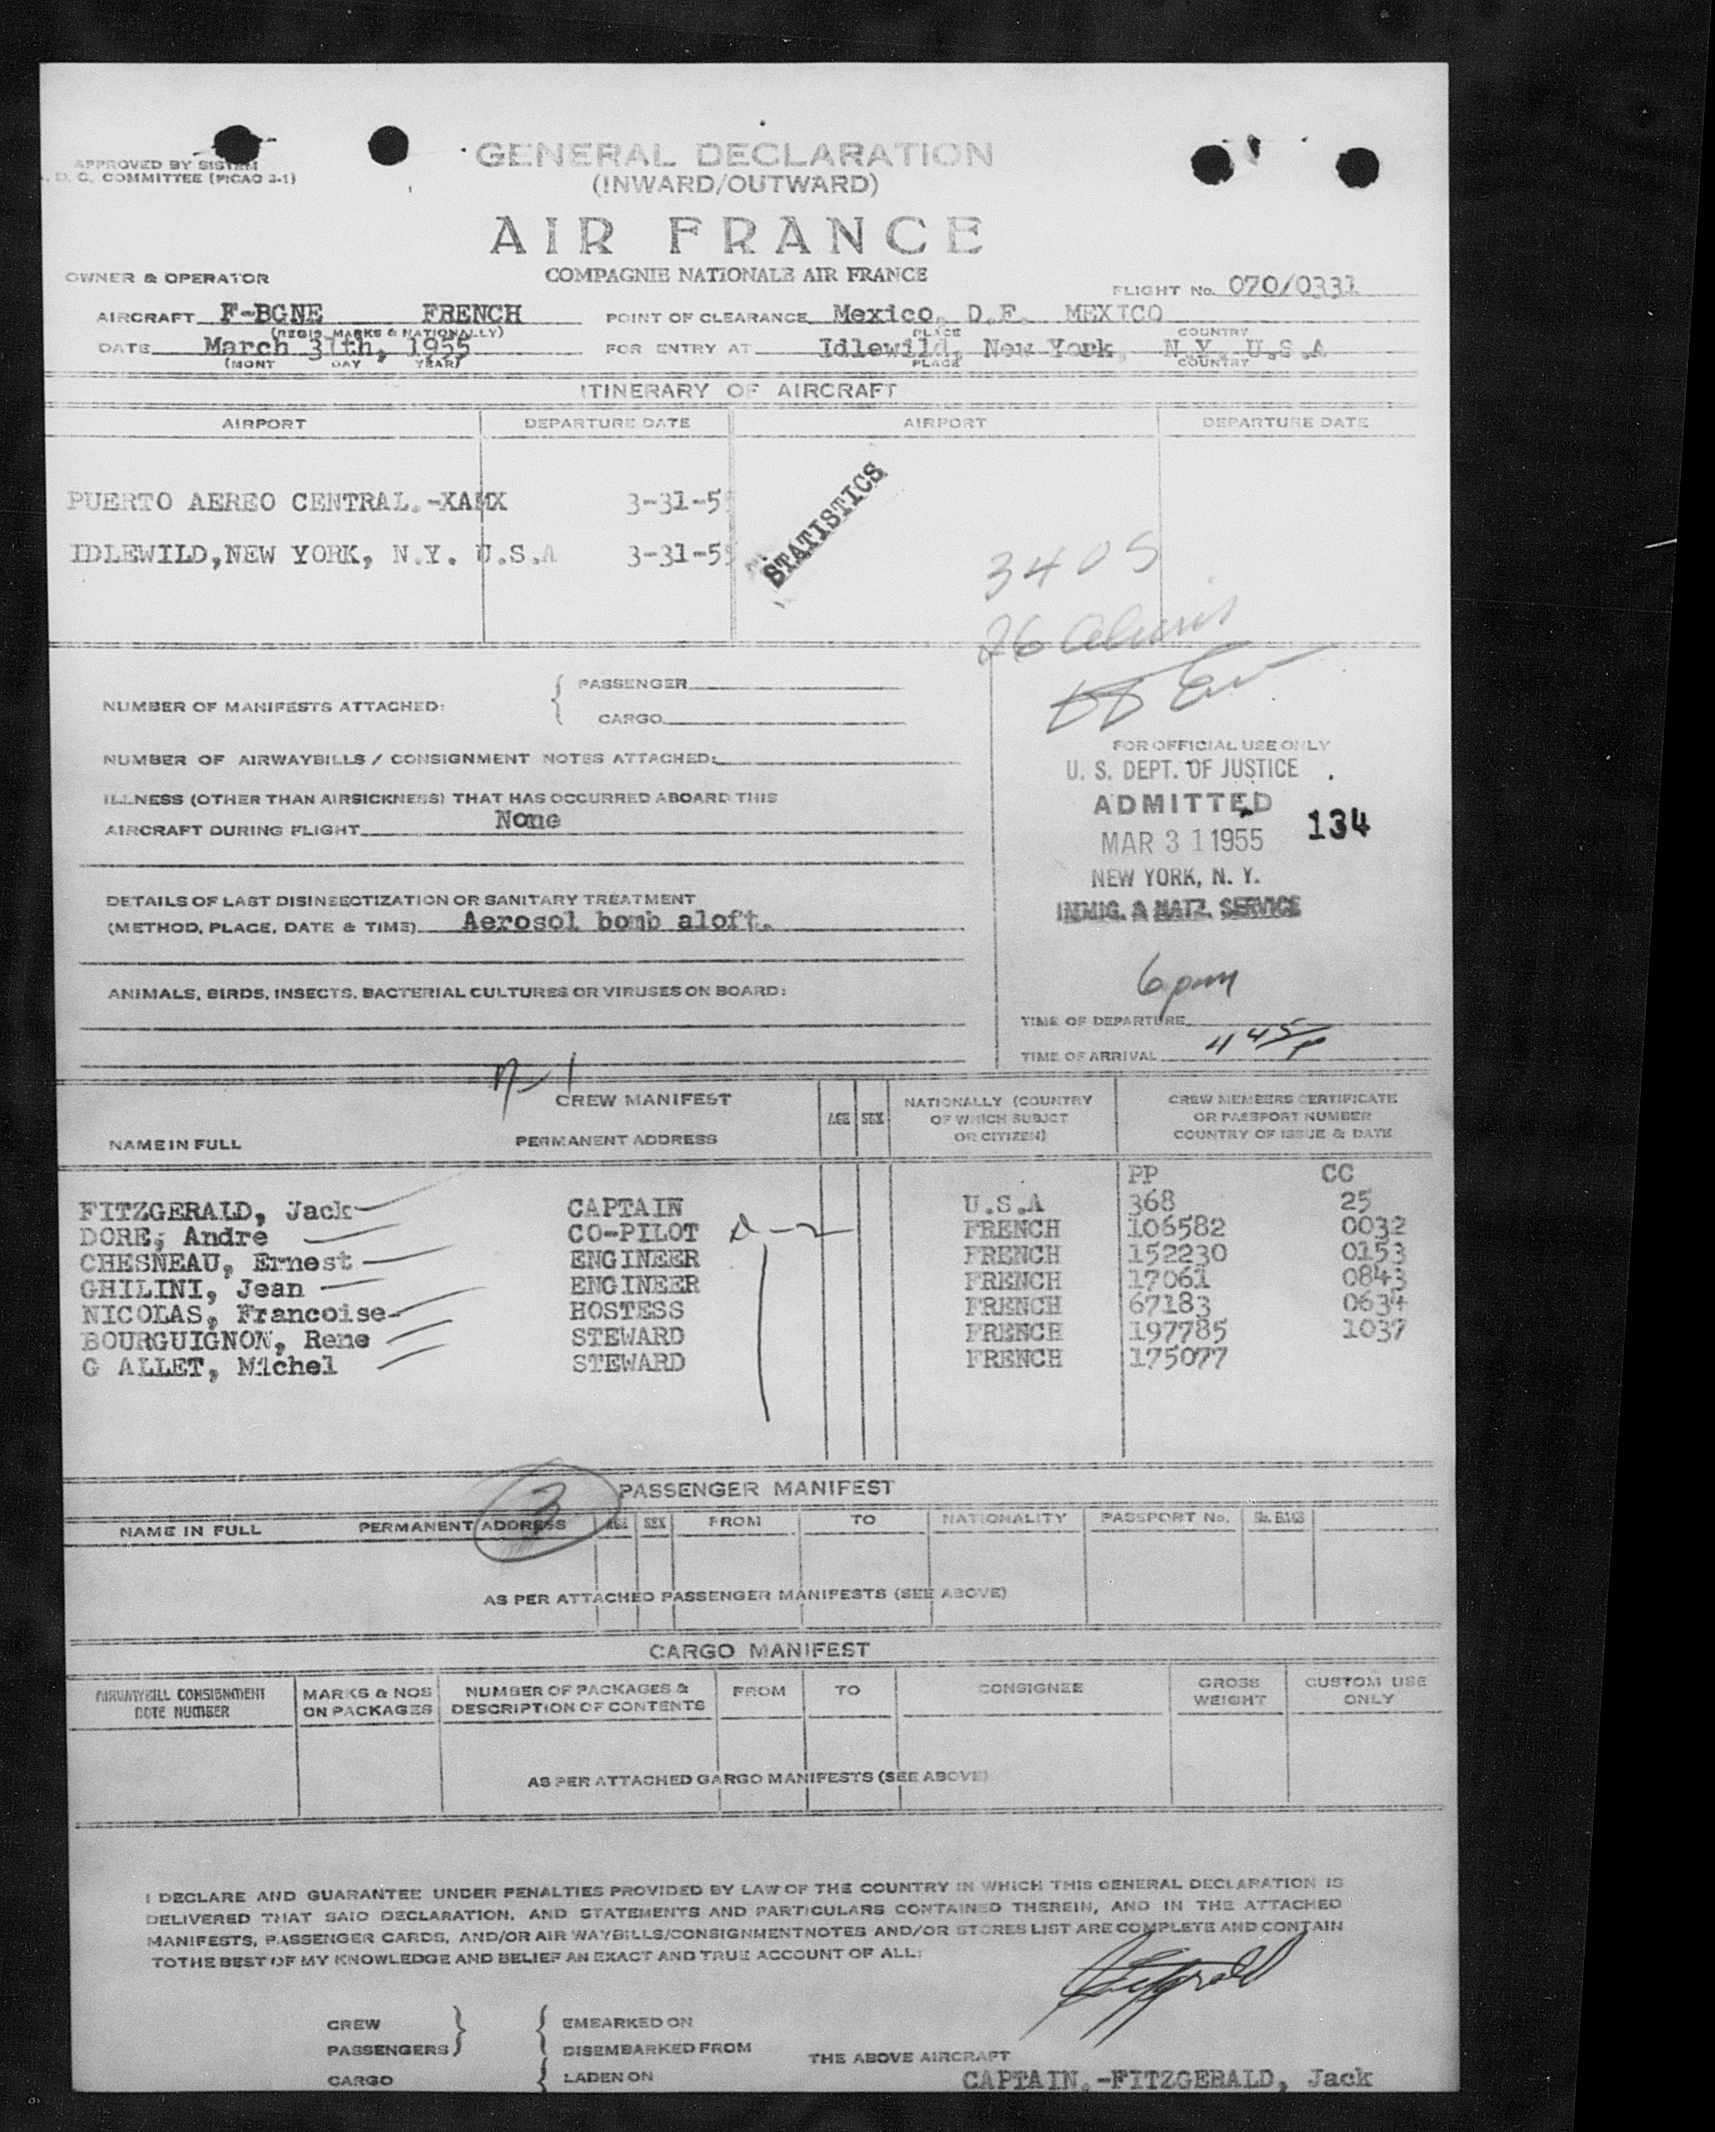 GENERAL DECLARATION
(INWARD/OUTWARD)
APPROVED BY SISTEM
D. C. COMMITTEE (PICAO 2-1)
AIR FRANCE
COMPAGNIE NATIONALE AIR FRANCE
OWNER & OPERATOR
FLIGHT No. 070/0331
AIRCRAFT F-BGNE FRENCH POINT OF CLEARANCE Mexico, D.F. MEXICO
(REGIS. MARKS & NATIONALLY) PLACE COUNTRY
DATE March 31th, 1955 FOR ENTRY AT Idlewild, New York, N.Y. U.S.A
(MONT DAY YEAR) PLACE COUNTRY
ITINERARY OF AIRCRAFT
AIRPORT DEPARTURE DATE AIRPORT DEPARTURE DATE
PUERTO AEREO CENTRAL.-XAMX 3-31-55
IDLEWILD,NEW YORK, N.Y. U.S.A 3-31-55
STATISTICS
3405
26 Aliens
NUMBER OF MANIFESTS ATTACHED: PASSENGER
CARGO
NUMBER OF AIRWAYBILLS / CONSIGNMENT NOTES ATTACHED:
ILLNESS (OTHER THAN AIRSICKNESS) THAT HAS OCCURRED ABOARD THIS
AIRCRAFT DURING FLIGHT None
DETAILS OF LAST DISINSECTIZATION OR SANITARY TREATMENT
(METHOD, PLACE, DATE & TIME) Aerosol bomb aloft.
ANIMALS, BIRDS, INSECTS, BACTERIAL CULTURES OR VIRUSES ON BOARD:
FOR OFFICIAL USE ONLY
U. S. DEPT. OF JUSTICE
ADMITTED
MAR 31 1955 134
NEW YORK, N. Y.
IMMIG. & NATZ. SERVICE
6 pm
TIME OF DEPARTURE
TIME OF ARRIVAL 445p
CREW MANIFEST
NAME IN FULL PERMANENT ADDRESS AGE SEX NATIONALLY (COUNTRY OF WHICH SUBJCT OR CITIZEN) CREW MEMBERS CERTIFICATE OR PASSPORT NUMBER COUNTRY OF ISSUE & DATE
PP CC
FITZGERALD, Jack CAPTAIN U.S.A 368 25
DORE, Andre CO-PILOT FRENCH 106582 0032
CHESNEAU, Ernest ENGINEER FRENCH 152230 0153
GHILINI, Jean ENGINEER FRENCH 17061 0843
NICOLAS, Francoise HOSTESS FRENCH 67183 0634
BOURGUIGNON, Rene STEWARD FRENCH 197785 1037
G ALLET, Michel STEWARD FRENCH 175077
PASSENGER MANIFEST
3
NAME IN FULL PERMANENT ADDRESS AGE SEX FROM TO NATIONALITY PASSPORT No. No. BAGS
AS PER ATTACHED PASSENGER MANIFESTS (SEE ABOVE)
CARGO MANIFEST
AIRWAYBILL CONSIGNMENT NOTE NUMBER MARKS & NOS ON PACKAGES NUMBER OF PACKAGES & DESCRIPTION OF CONTENTS FROM TO CONSIGNEE GROSS WEIGHT CUSTOM USE ONLY
AS PER ATTACHED CARGO MANIFESTS (SEE ABOVE)
I DECLARE AND GUARANTEE UNDER PENALTIES PROVIDED BY LAW OF THE COUNTRY IN WHICH THIS GENERAL DECLARATION IS
DELIVERED THAT SAID DECLARATION, AND STATEMENTS AND PARTICULARS CONTAINED THEREIN, AND IN THE ATTACHED
MANIFESTS, PASSENGER CARDS, AND/OR AIR WAYBILLS/CONSIGNMENTNOTES AND/OR STORES LIST ARE COMPLETE AND CONTAIN
TO THE BEST OF MY KNOWLEDGE AND BELIEF AN EXACT AND TRUE ACCOUNT OF ALL:
Fitzgerald
CREW EMBARKED ON
PASSENGERS DISEMBARKED FROM THE ABOVE AIRCRAFT
CARGO LADEN ON CAPTAIN.-FITZGERALD, Jack